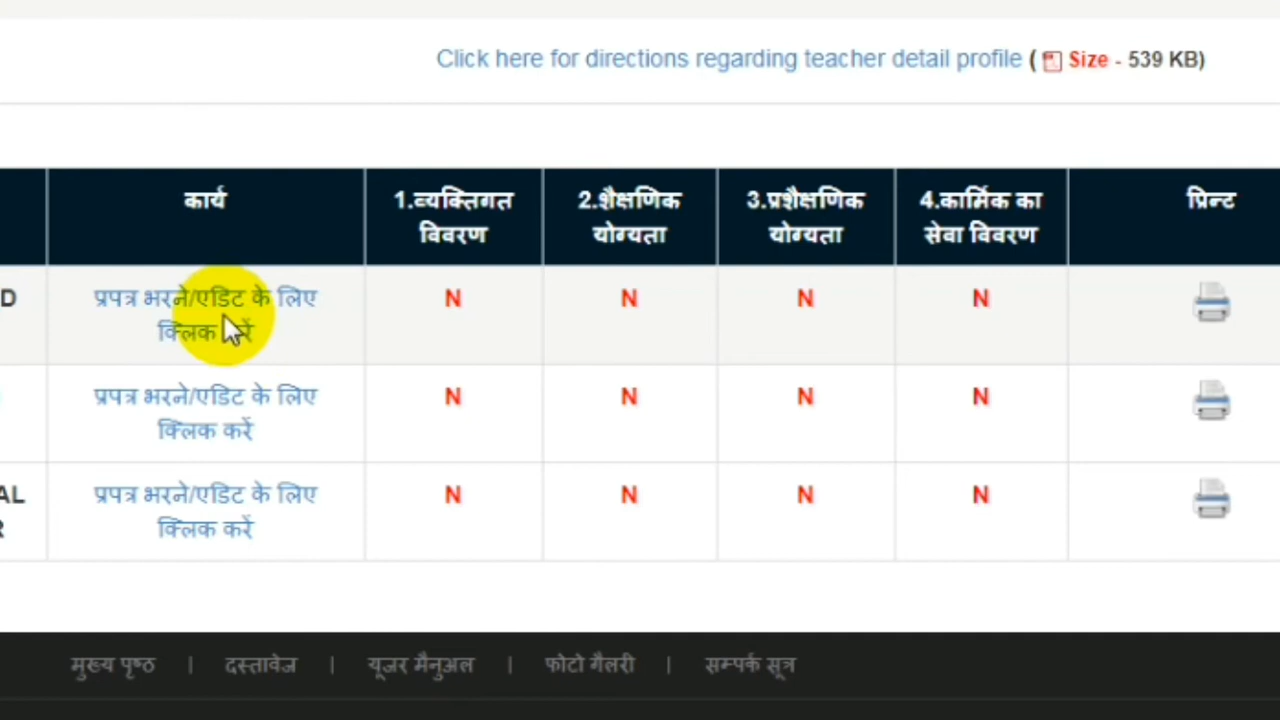 Click here for directions regarding teacher detail profile ( Size - 539 KB)
कार्य 1.व्यक्तिगत विवरण 2.शैक्षणिक योग्यता 3.प्रशैक्षणिक योग्यता 4.कार्मिक का सेवा विवरण प्रिन्ट
D प्रपत्र भरने/एडिट के लिए क्लिक करें N N N N
प्रपत्र भरने/एडिट के लिए क्लिक करें N N N N
AL R प्रपत्र भरने/एडिट के लिए क्लिक करें N N N N
मुख्य पृष्ठ | दस्तावेज | यूजर मैनुअल | फोटो गैलरी | सम्पर्क सूत्र